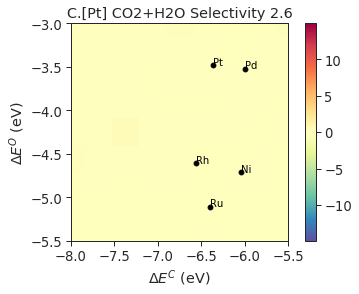 C.[Pt] CO2+H2O Selectivity 2.6
−3.0
−3.5
−4.0
−4.5
−5.0
−5.5
ΔE^O (eV)
Pt
Pd
Rh
Ni
Ru
−8.0 −7.5 −7.0 −6.5 −6.0 −5.5
ΔE^C (eV)
10
5
0
−5
−10